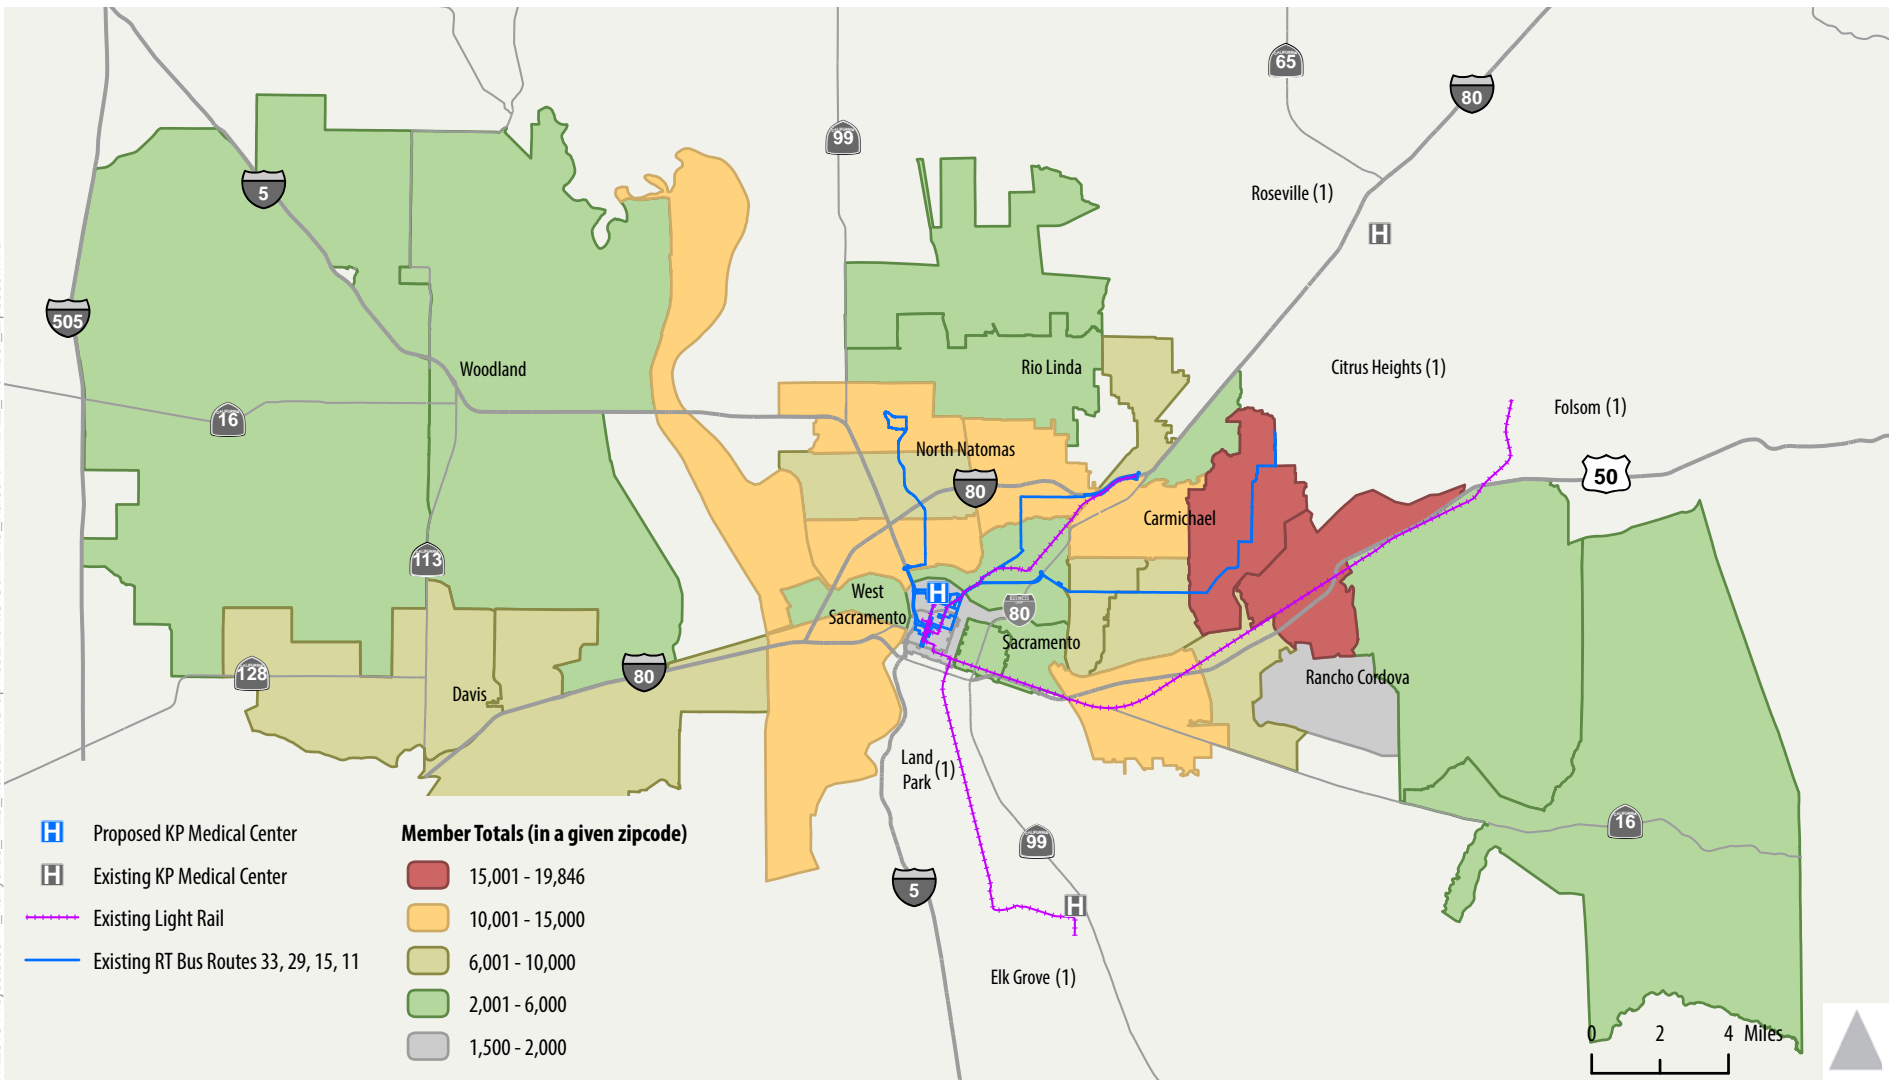 65
80
99
CALIFORNIA
5
Roseville (1)
H
505
Woodland
Rio Linda
Citrus Heights (1)
Folsom (1)
16
North Natomas
80
50
Carmichael
113
West
Sacramento
H
BUSINESS
80
Sacramento
128
80
Davis
Rancho Cordova
Land
Park (1)
16
99
5
H
Elk Grove (1)
H Proposed KP Medical Center
H Existing KP Medical Center
Existing Light Rail
Existing RT Bus Routes 33, 29, 15, 11
Member Totals (in a given zipcode)
15,001 - 19,846
10,001 - 15,000
6,001 - 10,000
2,001 - 6,000
1,500 - 2,000
0 2 4 Miles